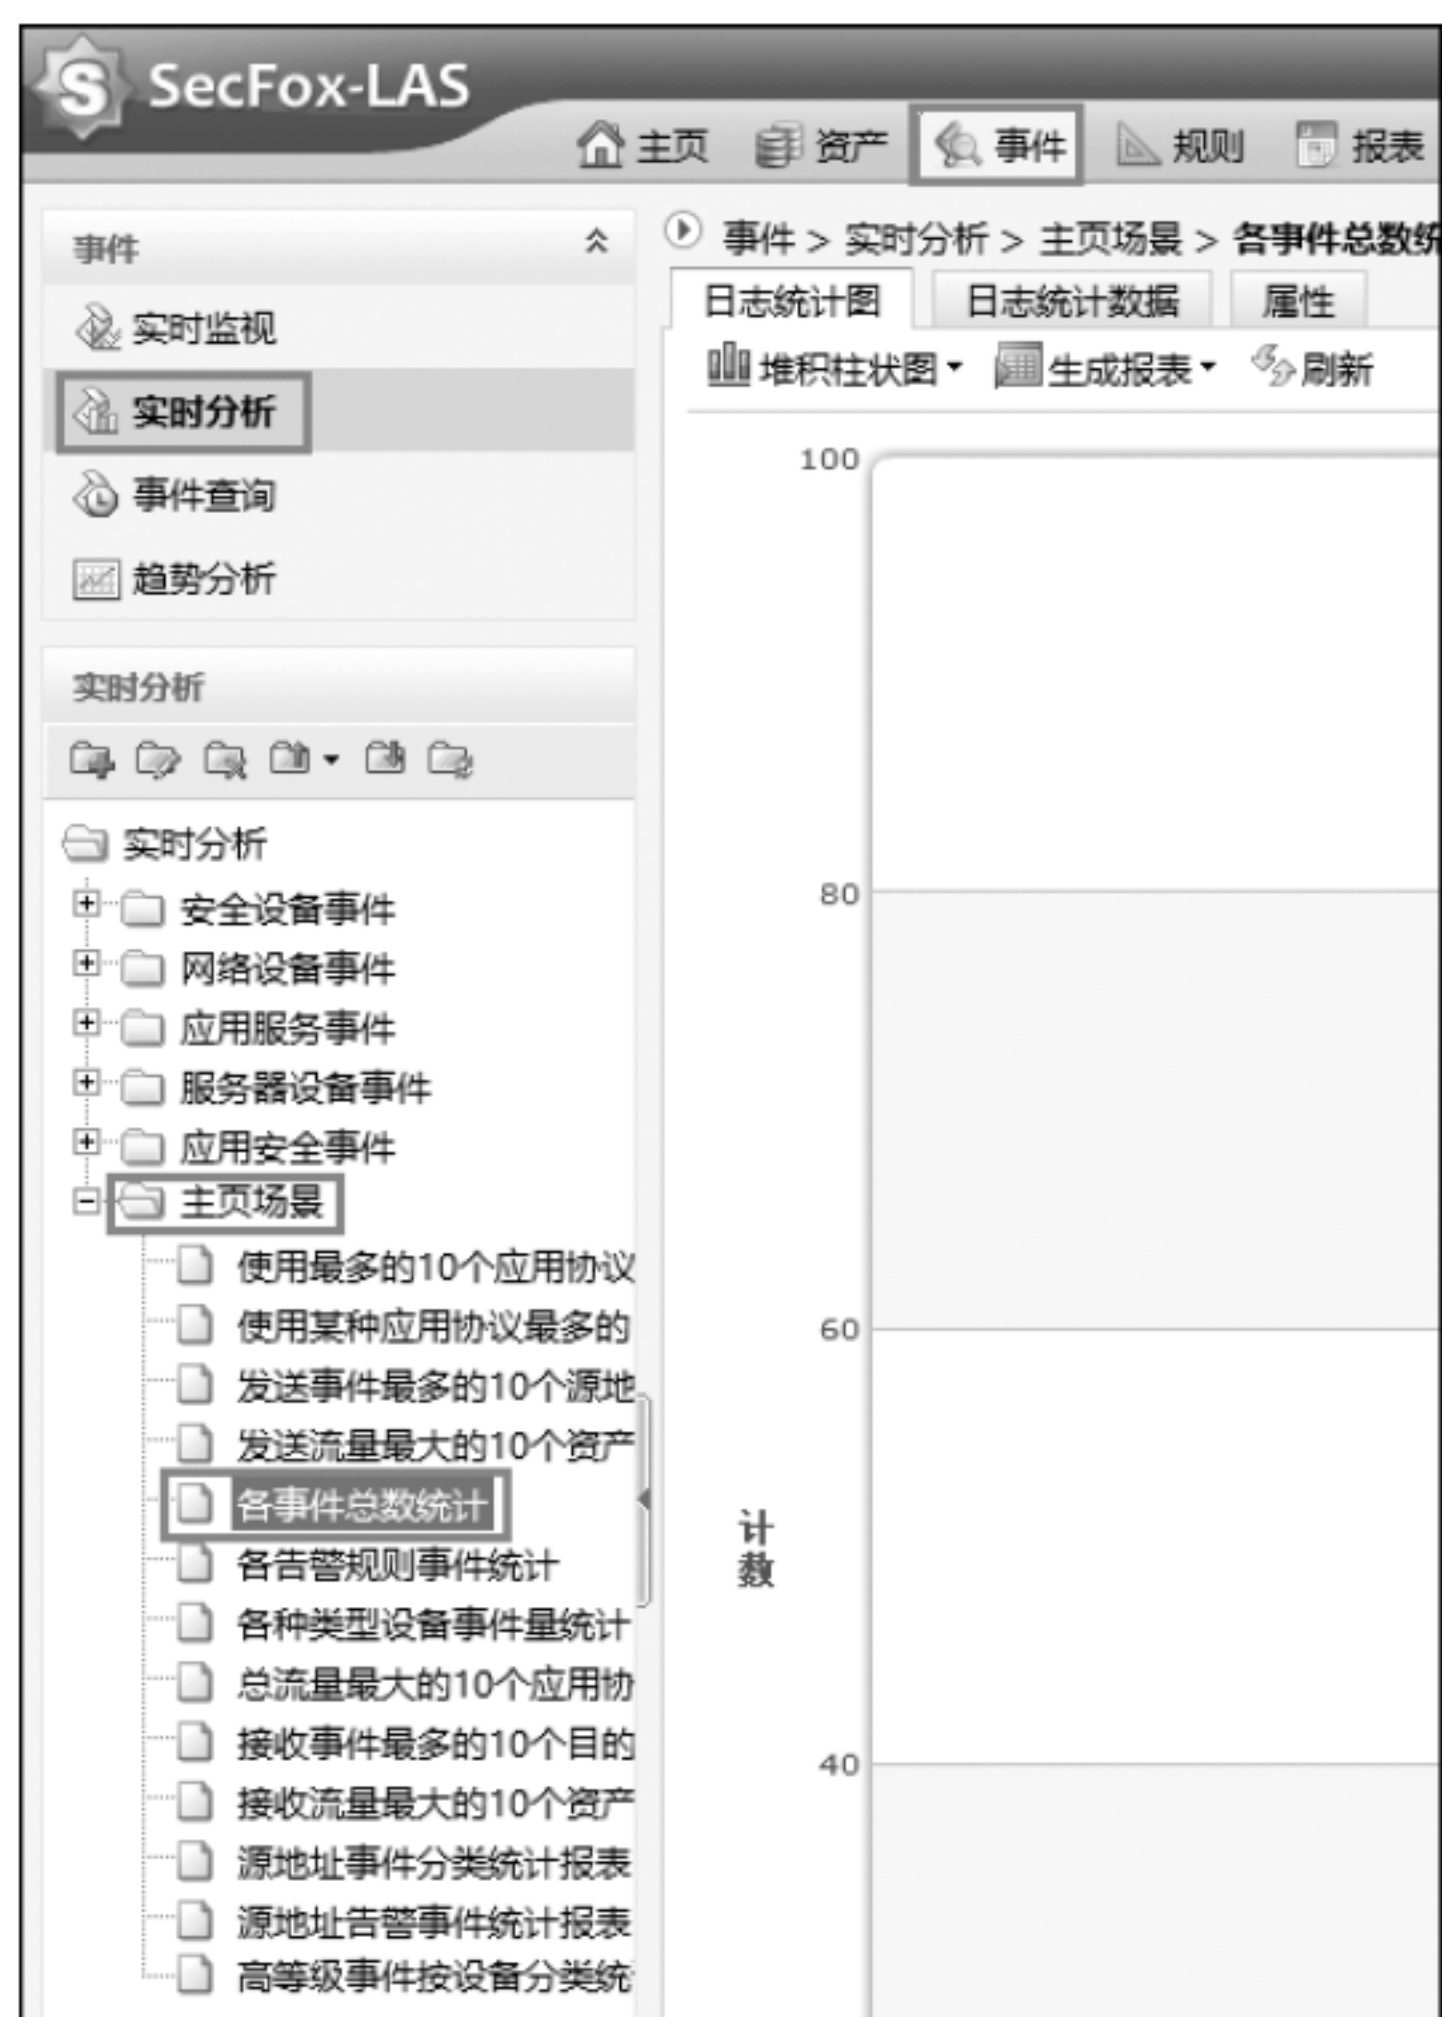 SecFox-LAS
主页 资产 事件 规则 报表
事件
实时监视
实时分析
事件查询
趋势分析
实时分析
实时分析
安全设备事件
网络设备事件
应用服务事件
服务器设备事件
应用安全事件
主页场景
使用最多的10个应用协议
使用某种应用协议最多的
发送事件最多的10个源地
发送流量最大的10个资产
各事件总数统计
各告警规则事件统计
各种类型设备事件量统计
总流量最大的10个应用协
接收事件最多的10个目的
接收流量最大的10个资产
源地址事件分类统计报表
源地址告警事件统计报表
高等级事件按设备分类统
事件 > 实时分析 > 主页场景 > 各事件总数统
日志统计图 日志统计数据 属性
堆积柱状图 生成报表 刷新
100
80
60
计数
40